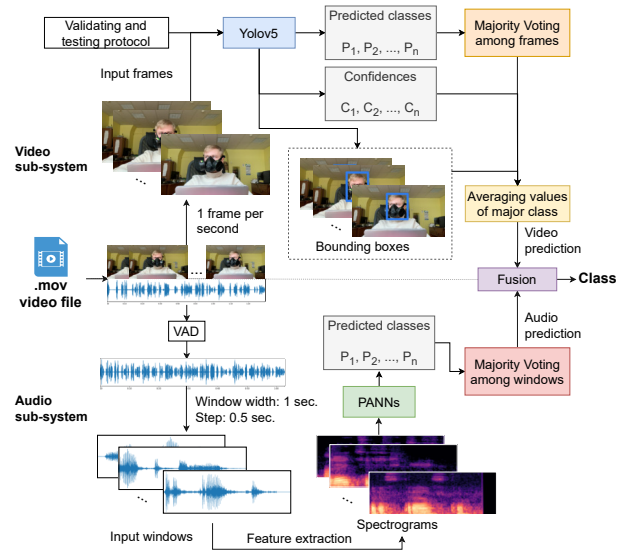 Validating and
testing protocol
Yolov5
Predicted classes
P1, P2, ..., Pn
Majority Voting
among frames
Input frames
Confidences
C1, C2, ..., Cn
Video
sub-system
...
...
Bounding boxes
Averaging values
of major class
1 frame per
second
Video
prediction
.mov
video file
...
Fusion
Class
VAD
Audio
prediction
Predicted classes
P1, P2, ..., Pn
Majority Voting
among windows
PANNs
Window width: 1 sec.
Step: 0.5 sec.
Audio
sub-system
...
...
Input windows
Feature extraction
Spectrograms